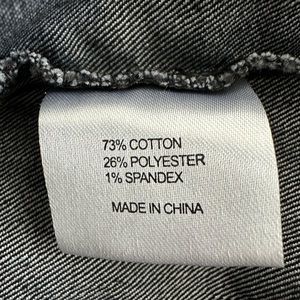 73% COTTON
26% POLYESTER
1% SPANDEX
MADE IN CHINA